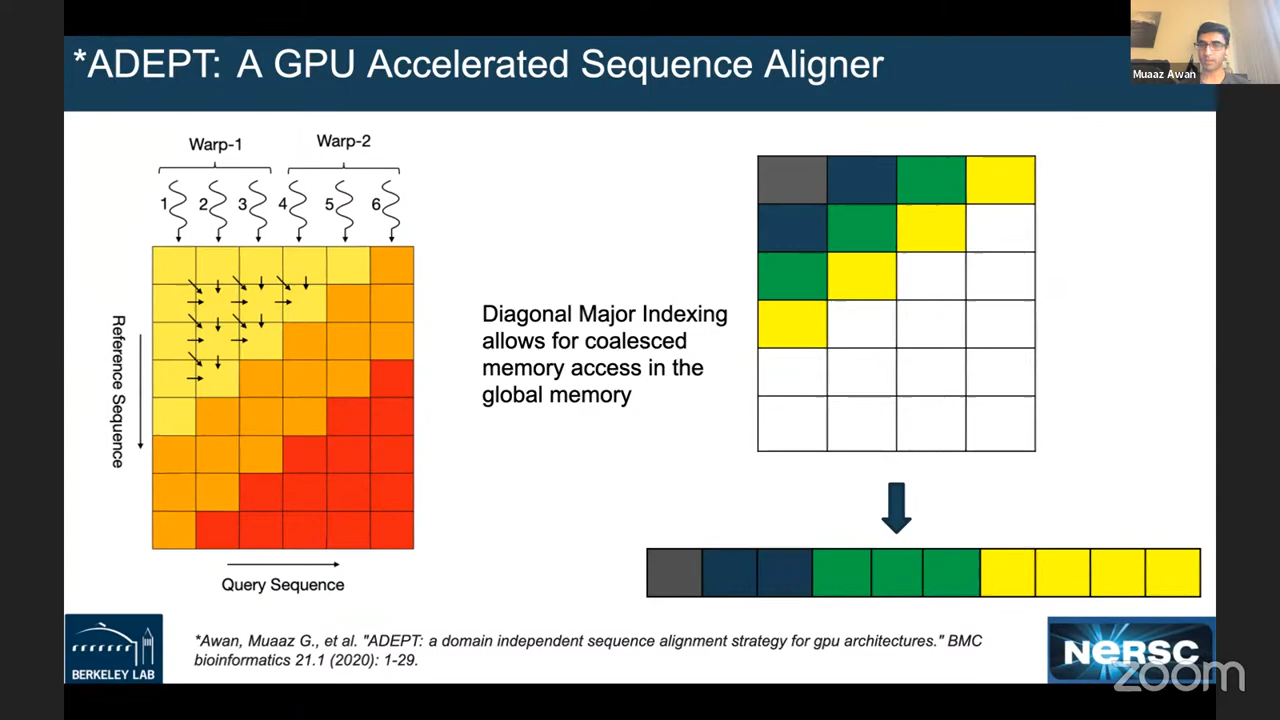 *ADEPT: A GPU Accelerated Sequence Aligner
Muaaz Awan
Warp-1
Warp-2
1
2
3
4
5
6
Reference Sequence
Query Sequence
Diagonal Major Indexing
allows for coalesced
memory access in the
global memory
*Awan, Muaaz G., et al. "ADEPT: a domain independent sequence alignment strategy for gpu architectures." BMC
bioinformatics 21.1 (2020): 1-29.
BERKELEY LAB
NERSC
zoom